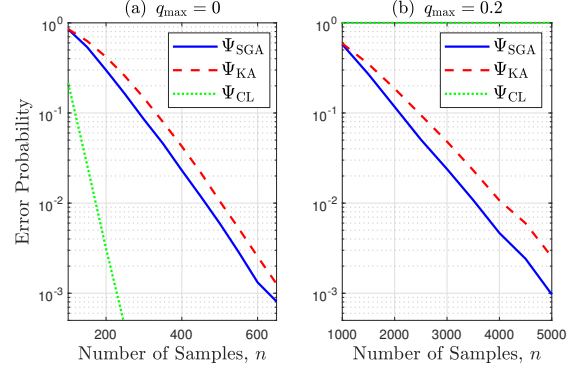 (a) q_max = 0
(b) q_max = 0.2
Error Probability
10^0
10^-1
10^-2
10^-3
Ψ_SGA
Ψ_KA
Ψ_CL
200
400
600
Number of Samples, n
10^0
10^-1
10^-2
10^-3
Ψ_SGA
Ψ_KA
Ψ_CL
1000
2000
3000
4000
5000
Number of Samples, n